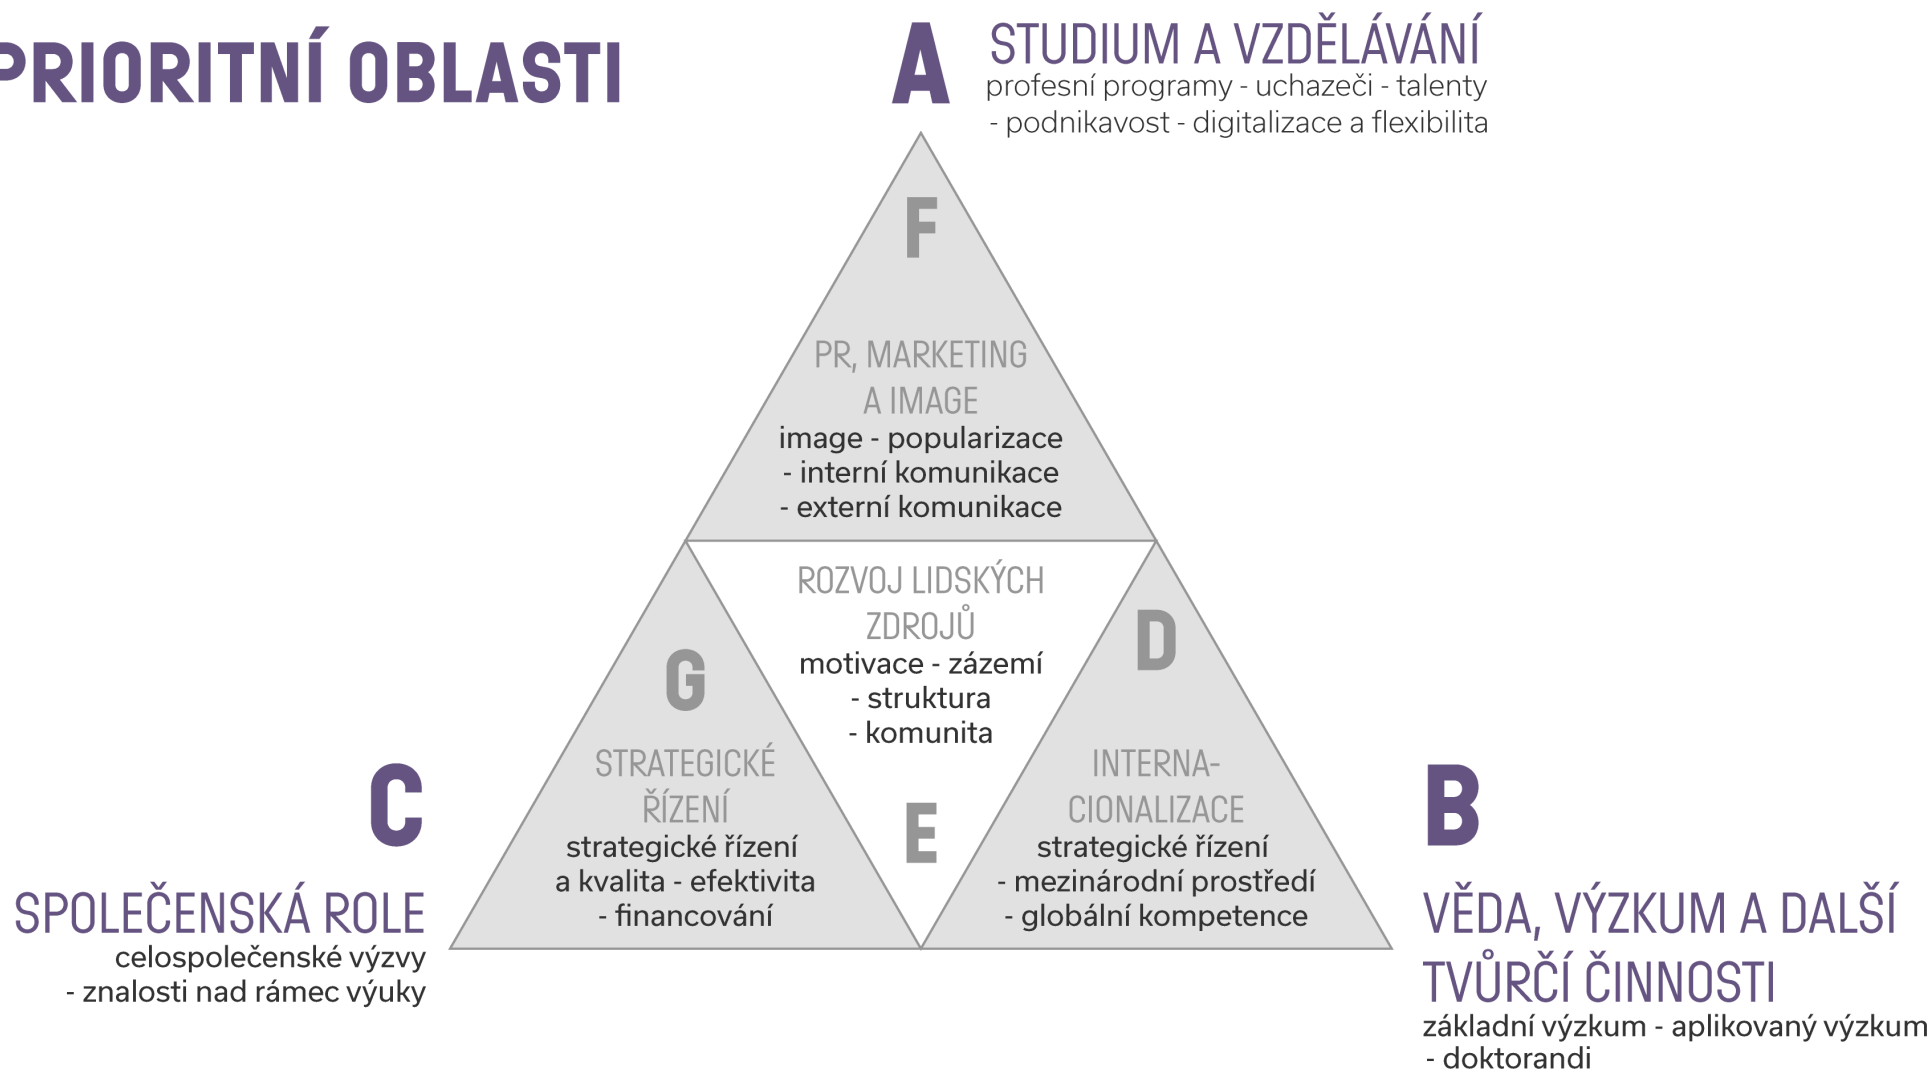 PRIORITNÍ OBLASTI
A
STUDIUM A VZDĚLÁVÁNÍ
profesní programy - uchazeči - talenty
- podnikavost - digitalizace a flexibilita
F
PR, MARKETING
A IMAGE
image - popularizace
- interní komunikace
- externí komunikace
ROZVOJ LIDSKÝCH
ZDROJŮ
motivace - zázemí
- struktura
- komunita
E
G
STRATEGICKÉ
ŘÍZENÍ
strategické řízení
a kvalita - efektivita
- financování
D
INTERNA-
CIONALIZACE
strategické řízení
- mezinárodní prostředí
- globální kompetence
C
SPOLEČENSKÁ ROLE
celospolečenské výzvy
- znalosti nad rámec výuky
B
VĚDA, VÝZKUM A DALŠÍ
TVŮRČÍ ČINNOSTI
základní výzkum - aplikovaný výzkum
- doktorandi